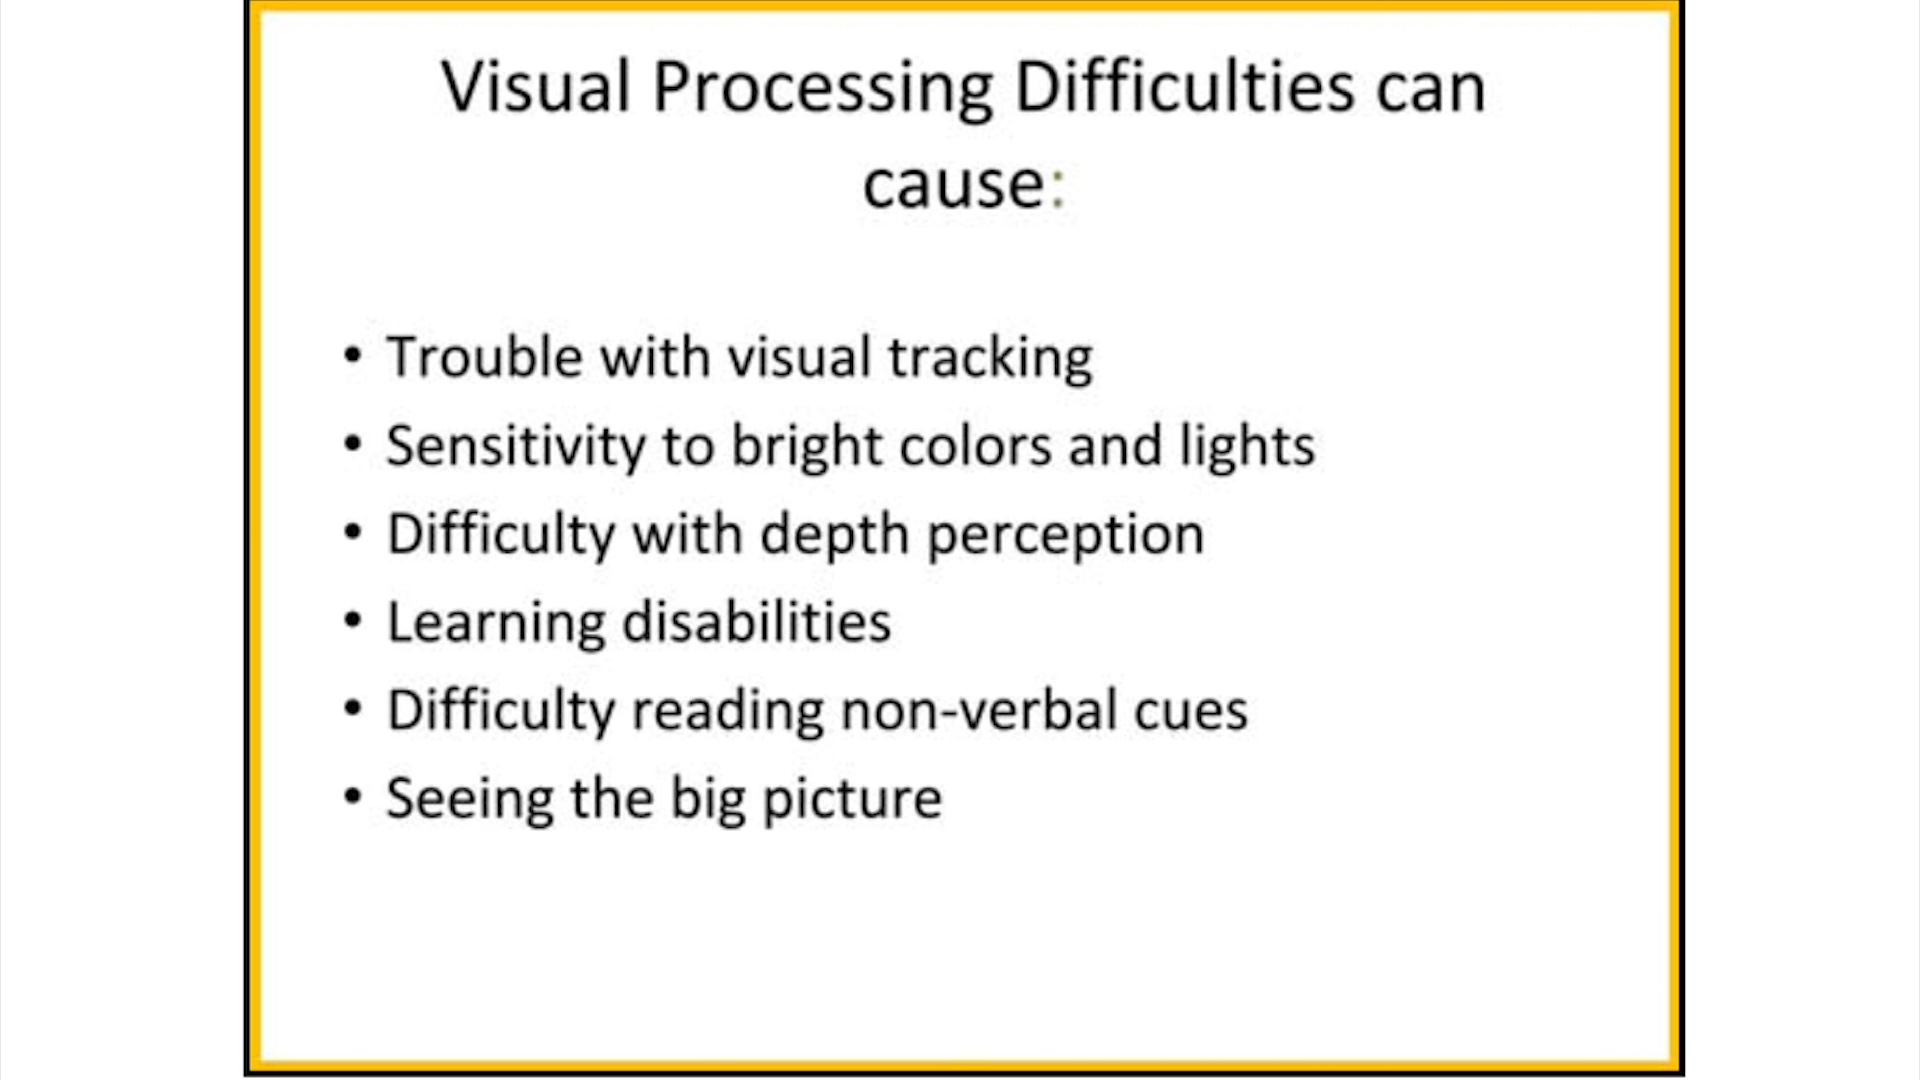 Visual Processing Difficulties can
cause:
• Trouble with visual tracking
• Sensitivity to bright colors and lights
• Difficulty with depth perception
• Learning disabilities
• Difficulty reading non-verbal cues
• Seeing the big picture